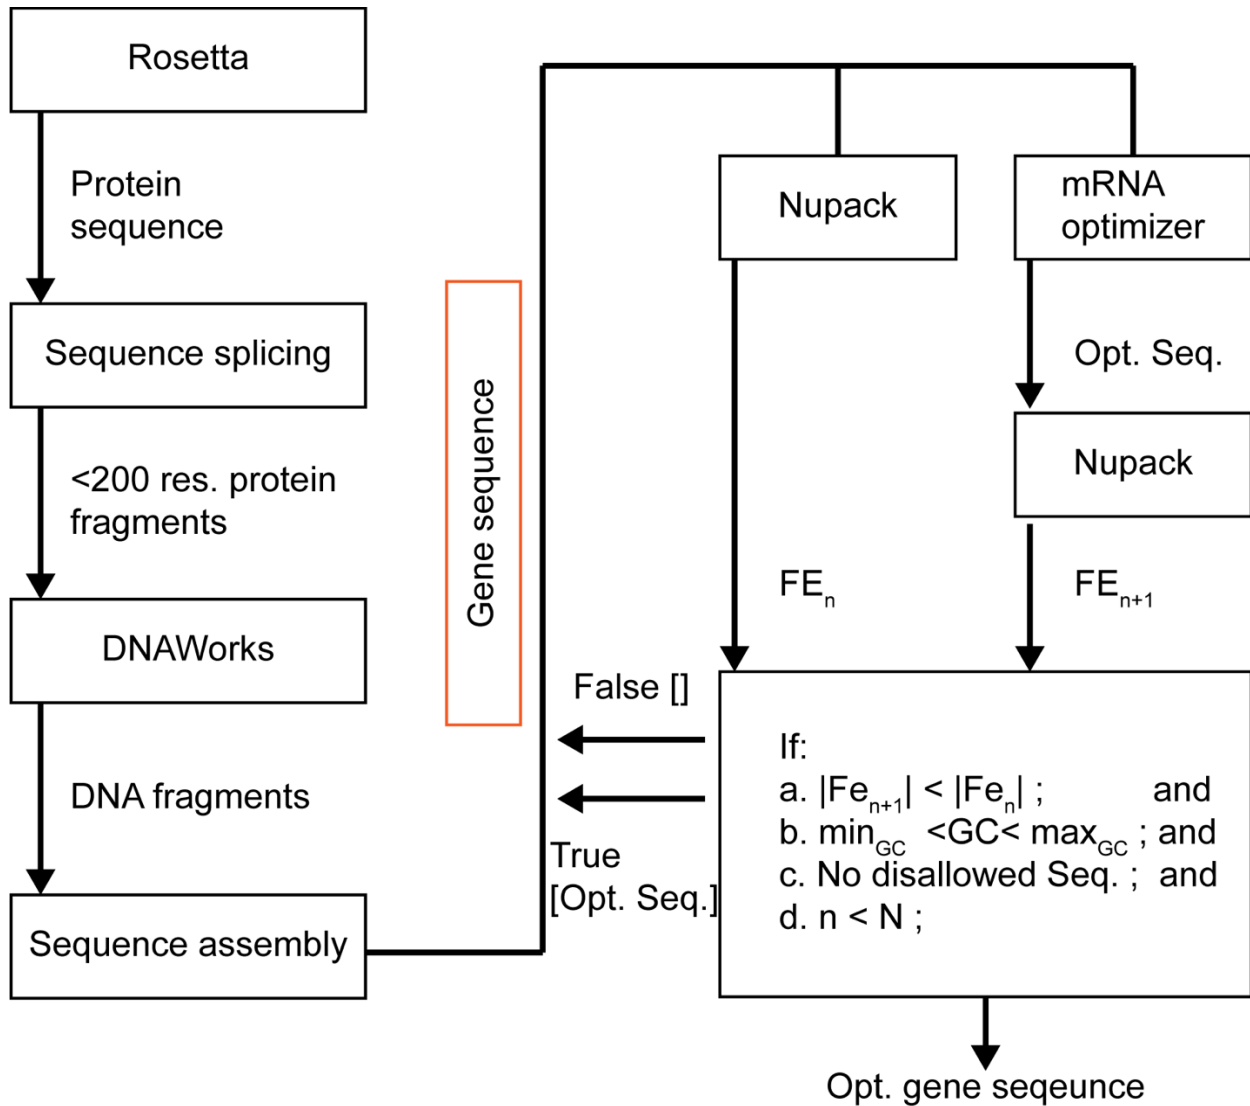 Rosetta
Protein
sequence
Sequence splicing
<200 res. protein
fragments
DNAWorks
DNA fragments
Sequence assembly
Gene sequence
Nupack
mRNA
optimizer
Opt. Seq.
Nupack
FEn
FEn+1
False []
True
[Opt. Seq.]
If:
a. |Fen+1| < |Fen| ; and
b. minGC <GC< maxGC ; and
c. No disallowed Seq. ; and
d. n < N ;
Opt. gene seqeunce